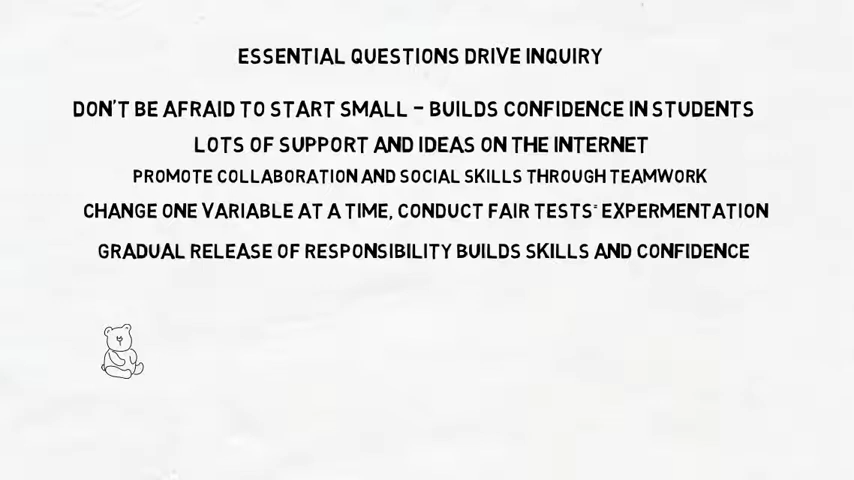 ESSENTIAL QUESTIONS DRIVE INQUIRY
DON'T BE AFRAID TO START SMALL - BUILDS CONFIDENCE IN STUDENTS
LOTS OF SUPPORT AND IDEAS ON THE INTERNET
PROMOTE COLLABORATION AND SOCIAL SKILLS THROUGH TEAMWORK
CHANGE ONE VARIABLE AT A TIME, CONDUCT FAIR TESTS= EXPERMENTATION
GRADUAL RELEASE OF RESPONSIBILITY BUILDS SKILLS AND CONFIDENCE